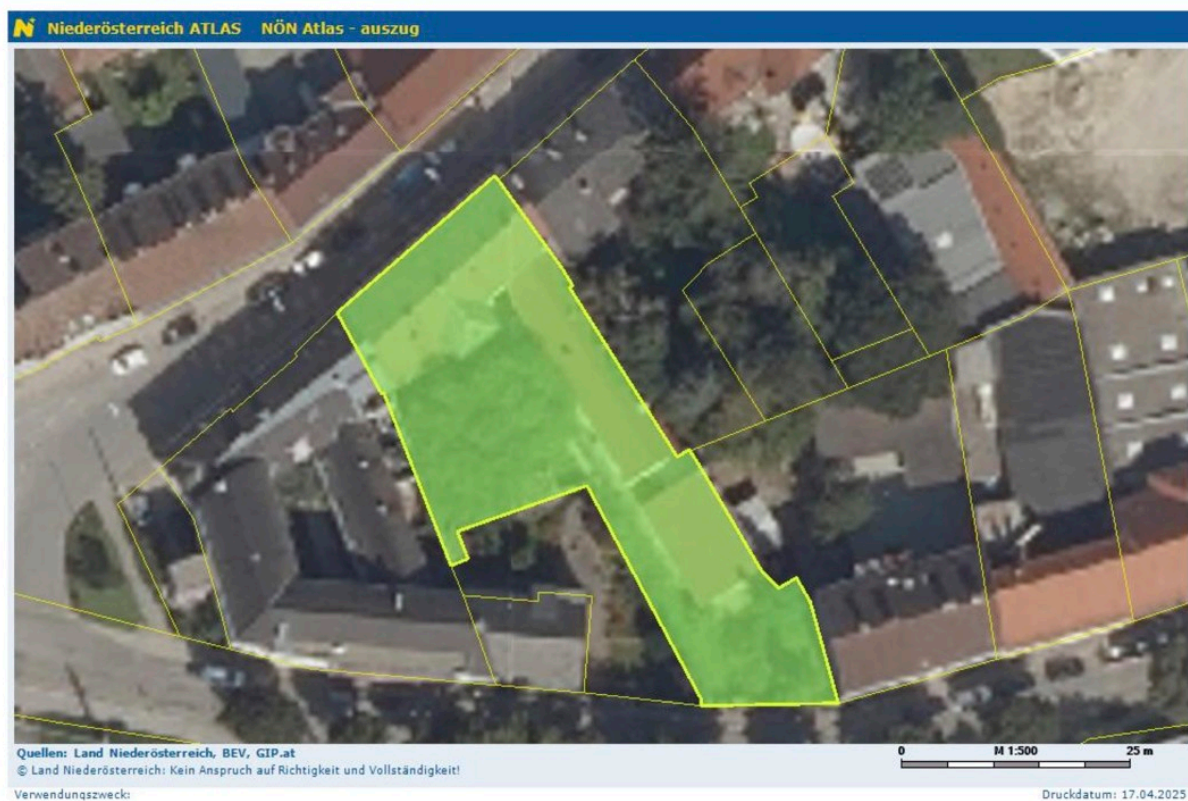 Niederösterreich ATLAS NÖN Atlas - auszug
Quellen: Land Niederösterreich, BEV, GIP.at
© Land Niederösterreich: Kein Anspruch auf Richtigkeit und Vollständigkeit!
0 M 1:500 25 m
Verwendungszweck:
Druckdatum: 17.04.2025